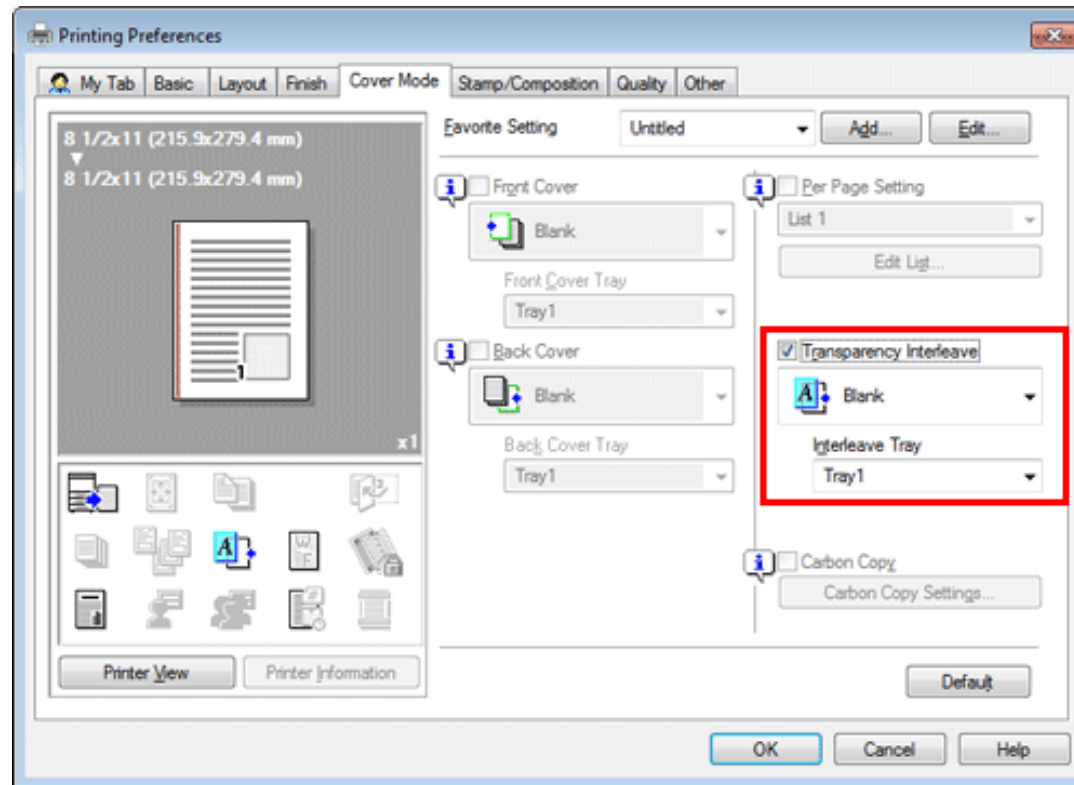 Printing Preferences
My Tab Basic Layout Finish Cover Mode Stamp/Composition Quality Other
8 1/2x11 (215.9x279.4 mm)
8 1/2x11 (215.9x279.4 mm)
1
x1
Printer View Printer Information
Favorite Setting Untitled Add... Edit...
Front Cover
Blank
Front Cover Tray
Tray1
Back Cover
Blank
Back Cover Tray
Tray1
Per Page Setting
List 1
Edit List...
Transparency Interleave
A Blank
Interleave Tray
Tray1
Carbon Copy
Carbon Copy Settings...
Default
OK Cancel Help